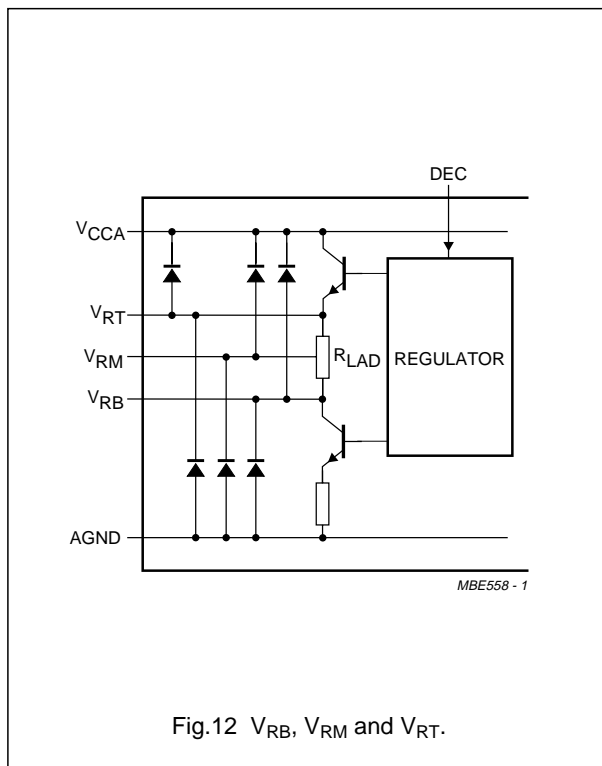 DEC
VCCA
VRT
VRM
RLAD
REGULATOR
VRB
AGND
MBE558 - 1
Fig.12 VRB, VRM and VRT.